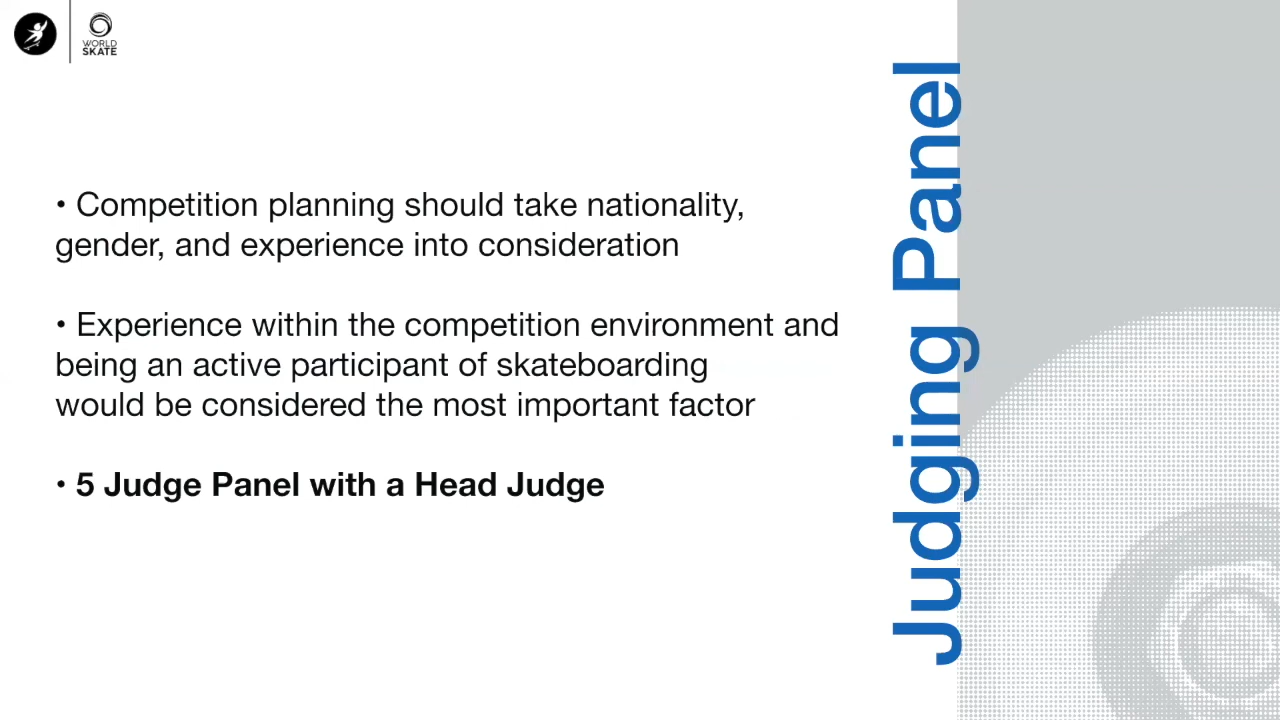 WORLD
SKATE
• Competition planning should take nationality,
gender, and experience into consideration
• Experience within the competition environment and
being an active participant of skateboarding
would be considered the most important factor
• 5 Judge Panel with a Head Judge
Judging Panel